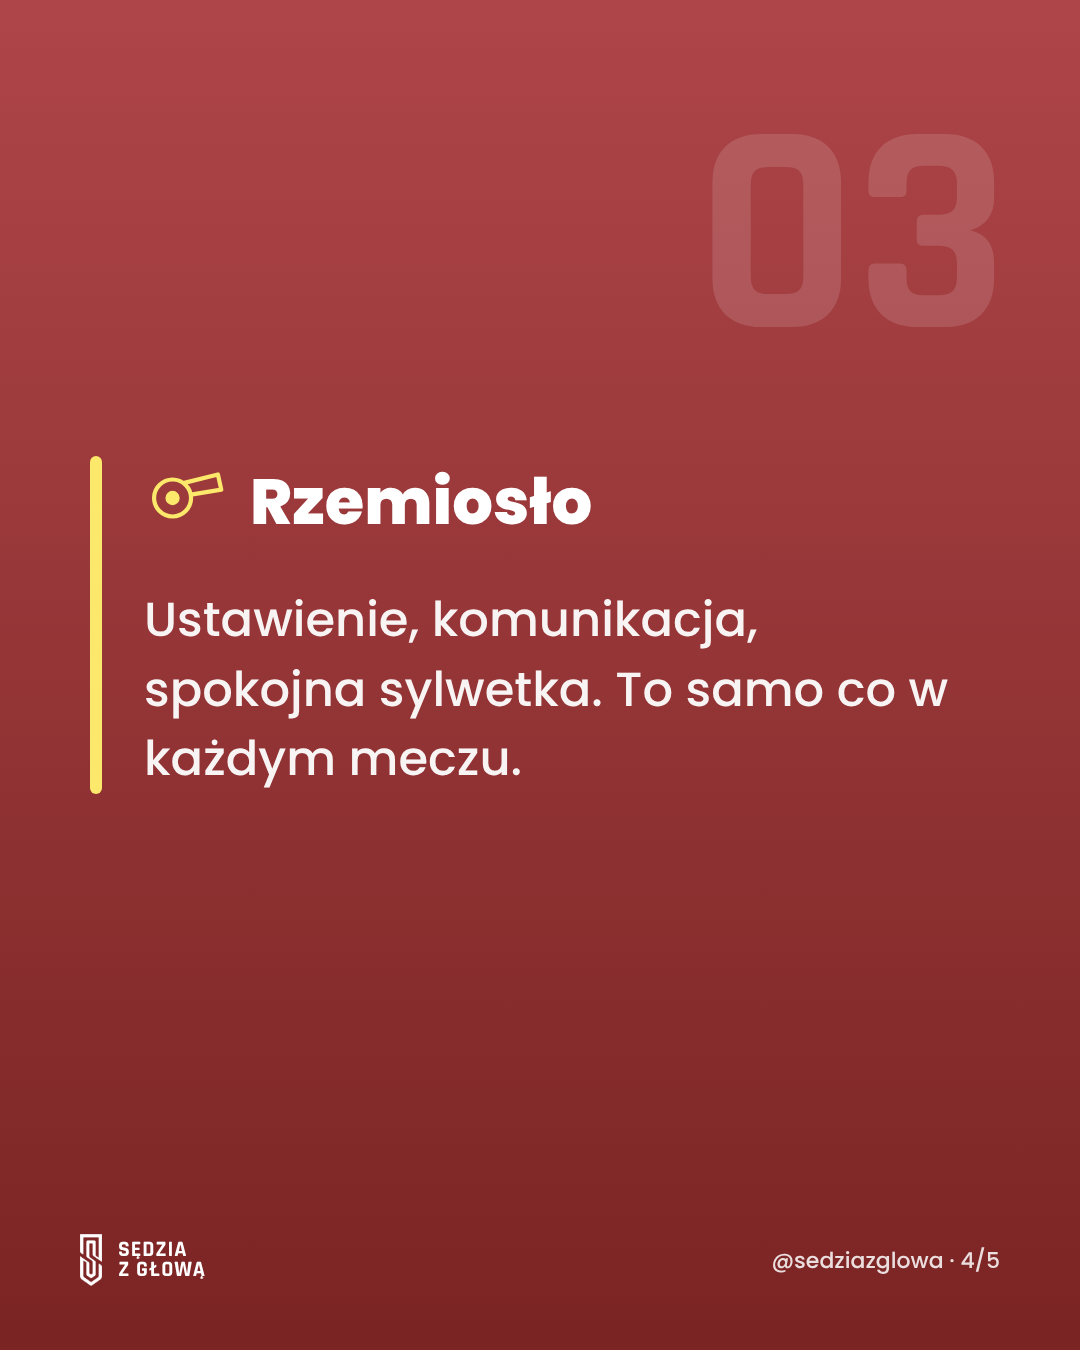 03
Rzemiosło
Ustawienie, komunikacja,
spokojna sylwetka. To samo co w
każdym meczu.
SĘDZIA
Z GŁOWĄ
@sedziazglowa · 4/5